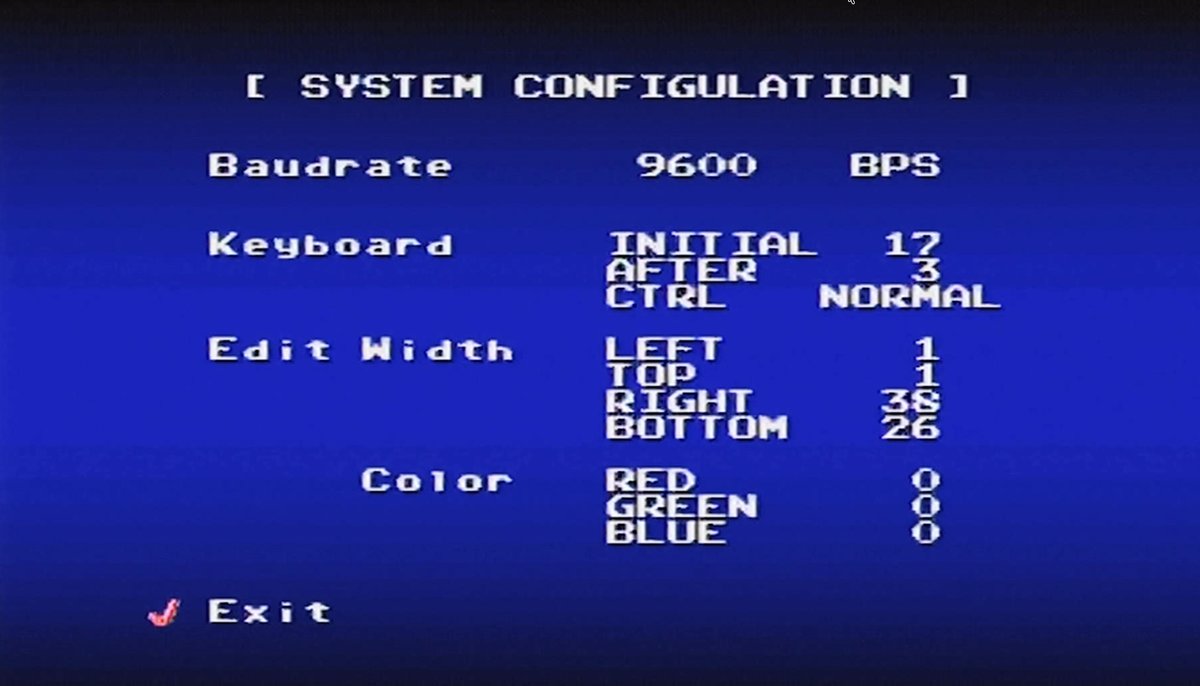 [ SYSTEM CONFIGULATION ]
Baudrate 9600 BPS
Keyboard INITIAL 17
AFTER 3
CTRL NORMAL
Edit Width LEFT 1
TOP 1
RIGHT 38
BOTTOM 26
Color RED 0
GREEN 0
BLUE 0
Exit